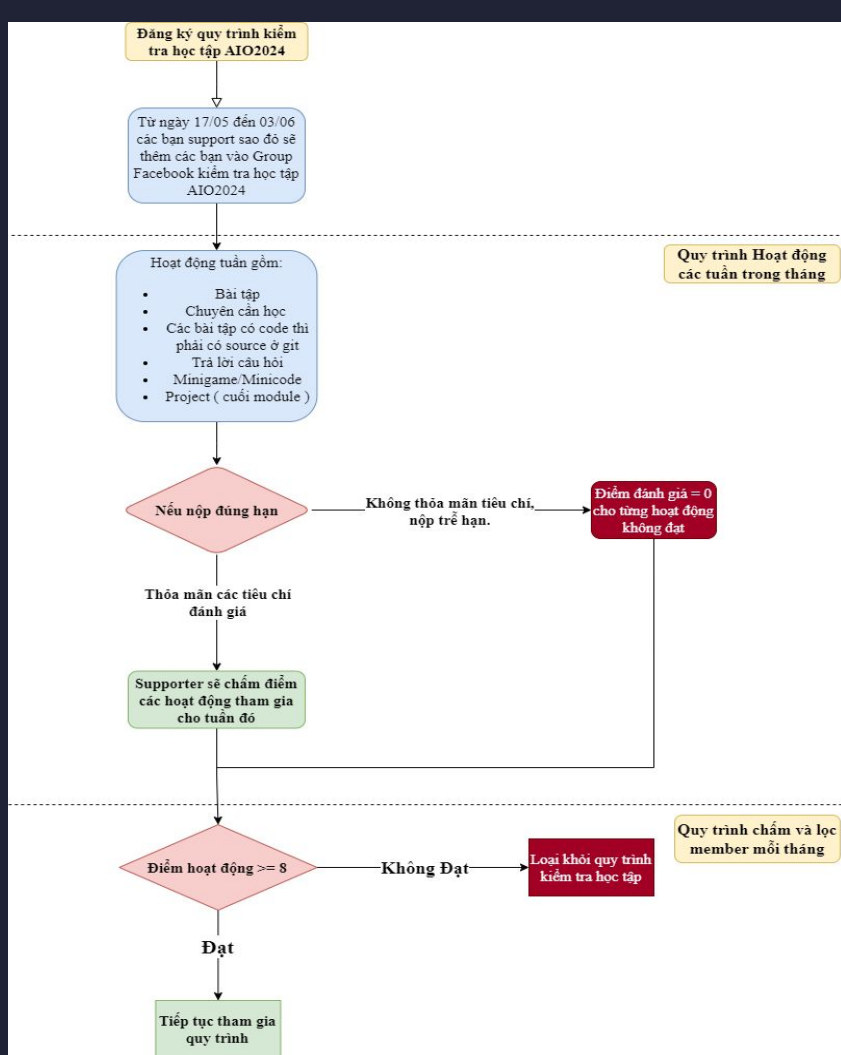 Đăng ký quy trình kiểm
tra học tập AIO2024
Từ ngày 17/05 đến 03/06
các bạn support sao đỏ sẽ
thêm các bạn vào Group
Facebook kiểm tra học tập
AIO2024
Quy trình Hoạt động
các tuần trong tháng
Hoạt động tuần gồm:
• Bài tập
• Chuyên cần học
• Các bài tập có code thì
phải có source ở git
• Trả lời câu hỏi
• Minigame/Minicode
• Project ( cuối module )
Nếu nộp đúng hạn
Không thỏa mãn tiêu chí,
nộp trễ hạn.
Điểm đánh giá = 0
cho từng hoạt động
không đạt
Thỏa mãn các tiêu chí
đánh giá
Supporter sẽ chấm điểm
các hoạt động tham gia
cho tuần đó
Quy trình chấm và lọc
member mỗi tháng
Điểm hoạt động >= 8
Không Đạt
Loại khỏi quy trình
kiểm tra học tập
Đạt
Tiếp tục tham gia
quy trình